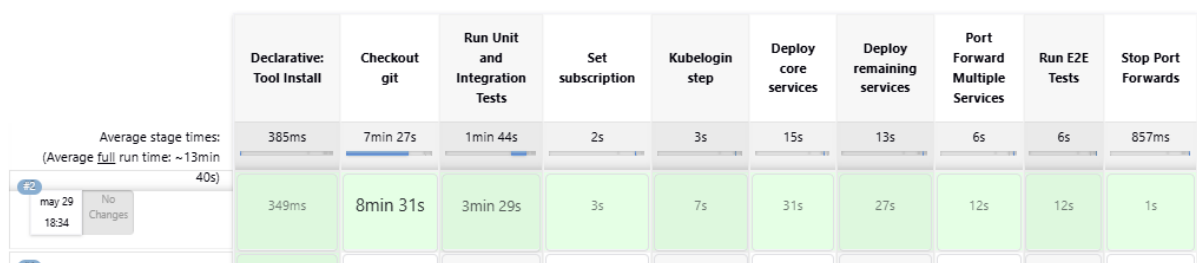 Declarative:
Tool Install
Checkout
git
Run Unit
and
Integration
Tests
Set
subscription
Kubelogin
step
Deploy
core
services
Deploy
remaining
services
Port
Forward
Multiple
Services
Run E2E
Tests
Stop Port
Forwards
Average stage times:
(Average full run time: ~13min
40s)
385ms
7min 27s
1min 44s
2s
3s
15s
13s
6s
6s
857ms
#2
may 29
18:34
No
Changes
349ms
8min 31s
3min 29s
3s
7s
31s
27s
12s
12s
1s